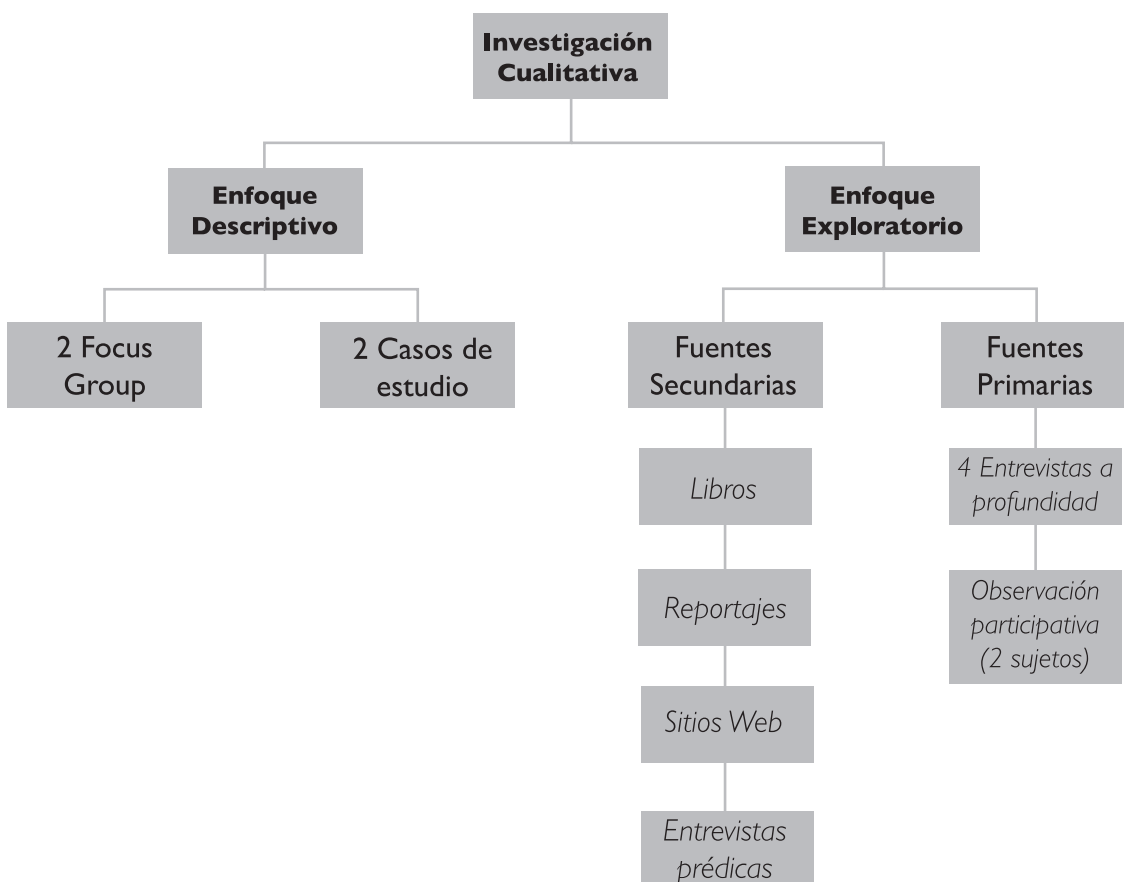 Investigación
Cualitativa
Enfoque
Descriptivo
Enfoque
Exploratorio
2 Focus
Group
2 Casos de
estudio
Fuentes
Secundarias
Fuentes
Primarias
Libros
4 Entrevistas a
profundidad
Reportajes
Observación
participativa
(2 sujetos)
Sitios Web
Entrevistas
prédicas